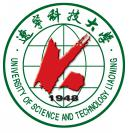 辽宁科技大学
1948
UNIVERSITY OF SCIENCE AND TECHNOLOGY LIAONING